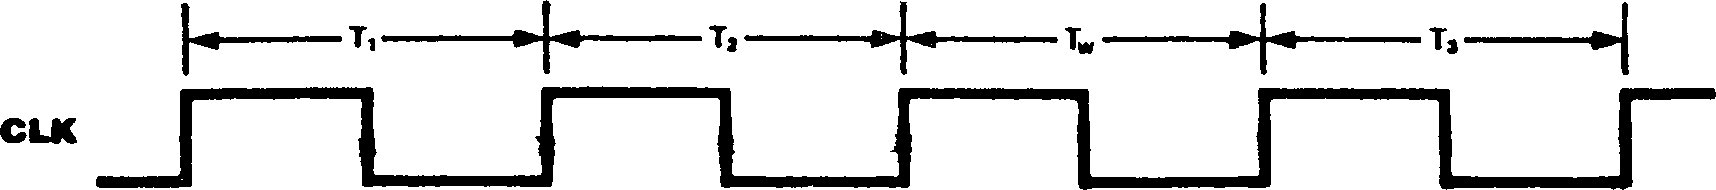 T₁ T₂ Tw T₃
CLK